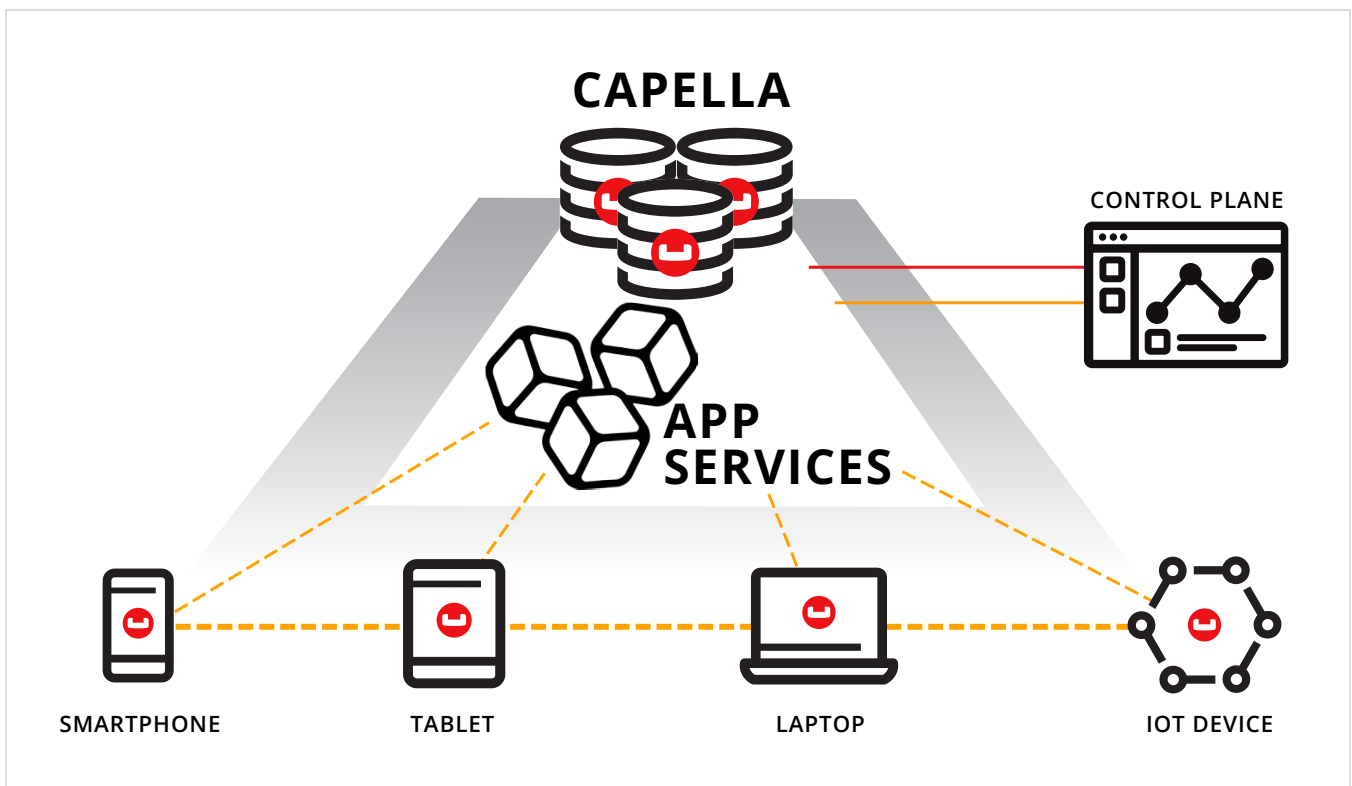 CAPELLA
CONTROL PLANE
APP
SERVICES
SMARTPHONE
TABLET
LAPTOP
IOT DEVICE